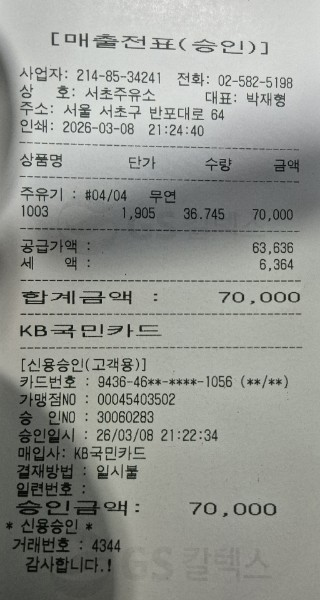 [매출전표(승인)]
사업자: 214-85-34241 전화: 02-582-5198
상 호: 서초주유소 대표: 박재형
주소: 서울 서초구 반포대로 64
인쇄: 2026-03-08 21:24:40
상품명 단가 수량 금액
주유기 : #04/04 무연
1003 1,905 36.745 70,000
공급가액 : 63,636
세 액 : 6,364
합계금액 : 70,000
KB국민카드
[신용승인(고객용)]
카드번호 : 9436-46**-****-1056 (**/**)
가맹점NO : 00045403502
승 인NO : 30060283
승인일시 : 26/03/08 21:22:34
매입사: KB국민카드
결재방법 : 일시불
일련번호 :
승인금액: 70,000
* 신용승인 *
거래번호 : 4344
감사합니다.!
GS 칼텍스